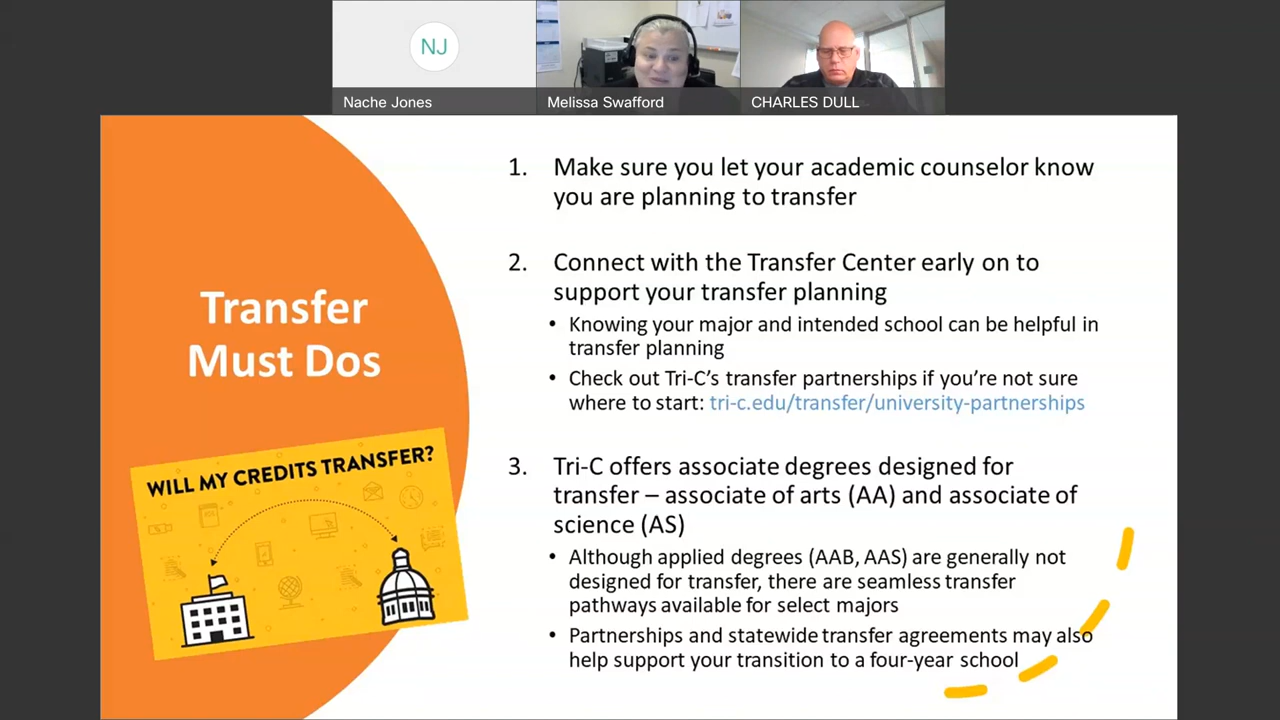 NJ
Nache Jones
Melissa Swafford
CHARLES DULL
Transfer
Must Dos
WILL MY CREDITS TRANSFER?
1. Make sure you let your academic counselor know
you are planning to transfer
2. Connect with the Transfer Center early on to
support your transfer planning
• Knowing your major and intended school can be helpful in
transfer planning
• Check out Tri-C's transfer partnerships if you're not sure
where to start: tri-c.edu/transfer/university-partnerships
3. Tri-C offers associate degrees designed for
transfer – associate of arts (AA) and associate of
science (AS)
• Although applied degrees (AAB, AAS) are generally not
designed for transfer, there are seamless transfer
pathways available for select majors
• Partnerships and statewide transfer agreements may also
help support your transition to a four-year school